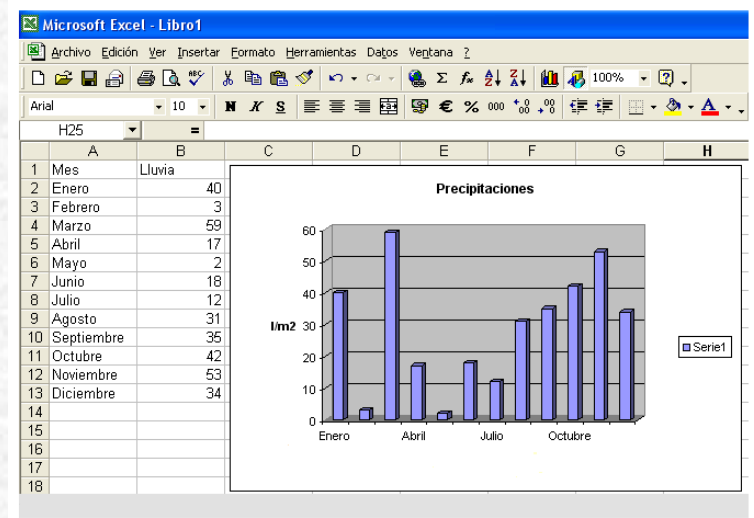 Microsoft Excel - Libro1
Archivo Edición Ver Insertar Formato Herramientas Datos Ventana ?
ABC Σ fx 100% ?
Arial 10 N K S € % 000
H25 =
A B C D E F G H
1 Mes Lluvia
2 Enero 40
3 Febrero 3
4 Marzo 59
5 Abril 17
6 Mayo 2
7 Junio 18
8 Julio 12
9 Agosto 31
10 Septiembre 35
11 Octubre 42
12 Noviembre 53
13 Diciembre 34
14
15
16
17
18
Precipitaciones
60
50
40
l/m2 30
20
10
0
Enero Abril Julio Octubre
Serie1